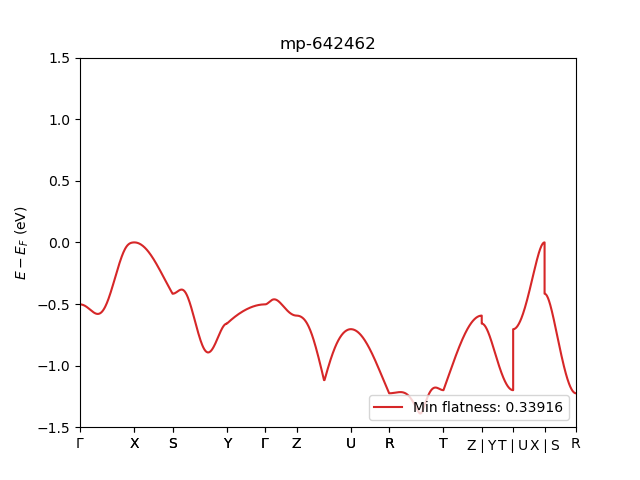 mp-642462
E − E_F (eV)
1.5
1.0
0.5
0.0
−0.5
−1.0
−1.5
Min flatness: 0.33916
Γ X S Y Γ Z U R T Z | Y T | U X | S R